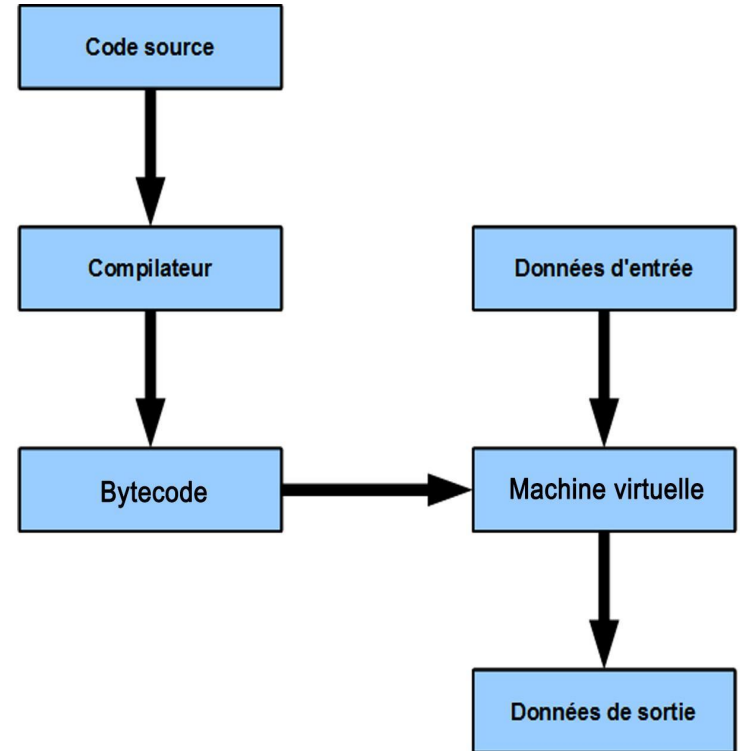 Code source
Compilateur
Données d'entrée
Bytecode
Machine virtuelle
Données de sortie